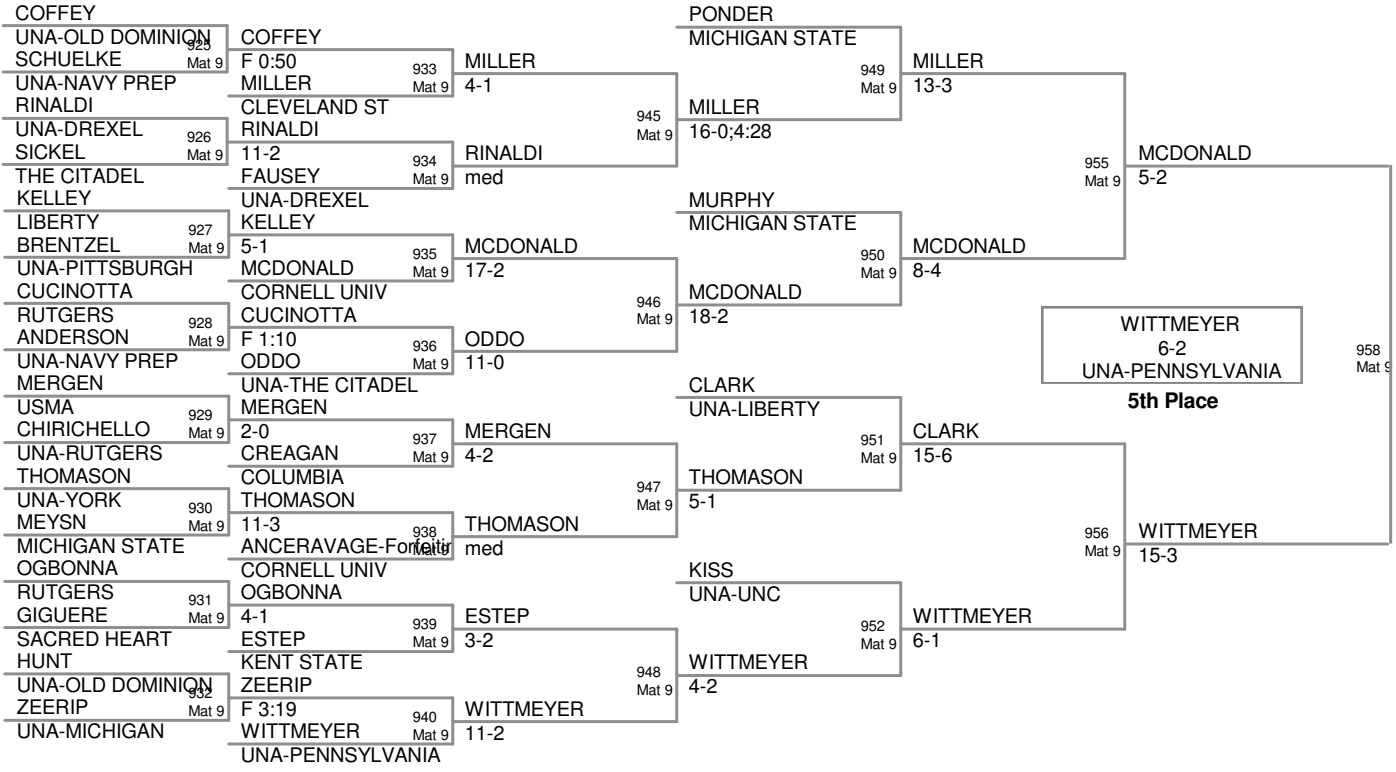 COFFEY
UNA-OLD DOMINION
925
SCHUELKE
Mat 9
UNA-NAVY PREP
RINALDI
UNA-DREXEL
926
SICKEL
Mat 9
THE CITADEL
KELLEY
LIBERTY
927
BRENTZEL
Mat 9
UNA-PITTSBURGH
CUCINOTTA
RUTGERS
928
ANDERSON
Mat 9
UNA-NAVY PREP
MERGEN
USMA
929
CHIRICHELLO
Mat 9
UNA-RUTGERS
THOMASON
UNA-YORK
930
MEYSN
Mat 9
MICHIGAN STATE
OGBONNA
RUTGERS
931
GIGUERE
Mat 9
SACRED HEART
HUNT
UNA-OLD DOMINION
932
ZEERIP
Mat 9
UNA-MICHIGAN
COFFEY
F 0:50
933
MILLER
Mat 9
CLEVELAND ST
RINALDI
11-2
934
FAUSEY
Mat 9
UNA-DREXEL
KELLEY
5-1
935
MCDONALD
Mat 9
CORNELL UNIV
CUCINOTTA
F 1:10
936
ODDO
Mat 9
UNA-THE CITADEL
MERGEN
2-0
937
CREAGAN
Mat 9
COLUMBIA
THOMASON
11-3
938
ANCERAVAGE-Forfeitir
Mat 9
CORNELL UNIV
OGBONNA
4-1
939
ESTEP
Mat 9
KENT STATE
ZEERIP
F 3:19
940
WITTMEYER
Mat 9
UNA-PENNSYLVANIA
MILLER
4-1
945
Mat 9
RINALDI
med
MCDONALD
17-2
946
Mat 9
ODDO
11-0
MERGEN
4-2
947
Mat 9
THOMASON
med
ESTEP
3-2
948
Mat 9
WITTMEYER
11-2
PONDER
MICHIGAN STATE
949
Mat 9
MILLER
16-0;4:28
MURPHY
MICHIGAN STATE
950
Mat 9
MCDONALD
18-2
CLARK
UNA-LIBERTY
951
Mat 9
THOMASON
5-1
KISS
UNA-UNC
952
Mat 9
WITTMEYER
4-2
MILLER
13-3
955
Mat 9
MCDONALD
8-4
CLARK
15-6
956
Mat 9
WITTMEYER
6-1
MCDONALD
5-2
WITTMEYER
6-2
UNA-PENNSYLVANIA
5th Place
958
Mat 9
WITTMEYER
15-3